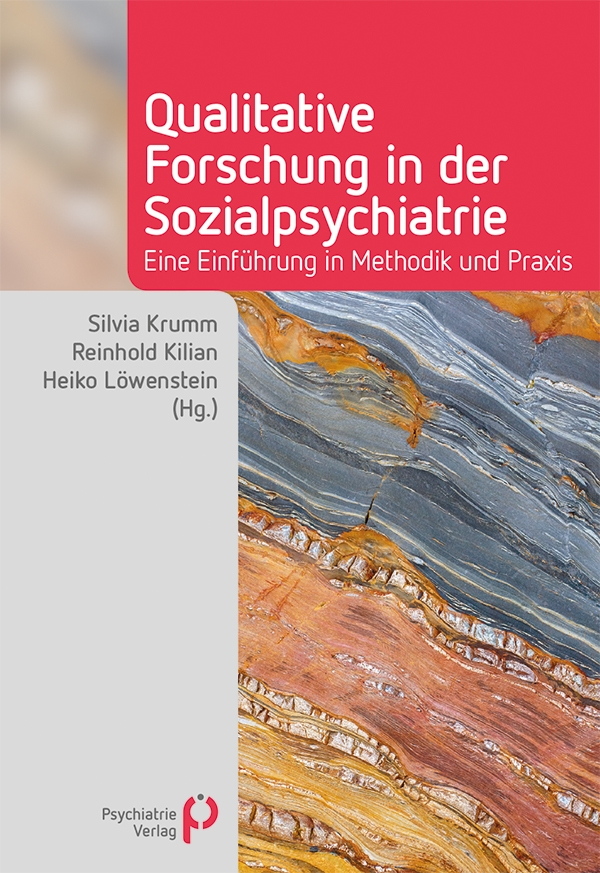 Qualitative
Forschung in der
Sozialpsychiatrie
Eine Einführung in Methodik und Praxis
Silvia Krumm
Reinhold Kilian
Heiko Löwenstein
(Hg.)
Psychiatrie
Verlag